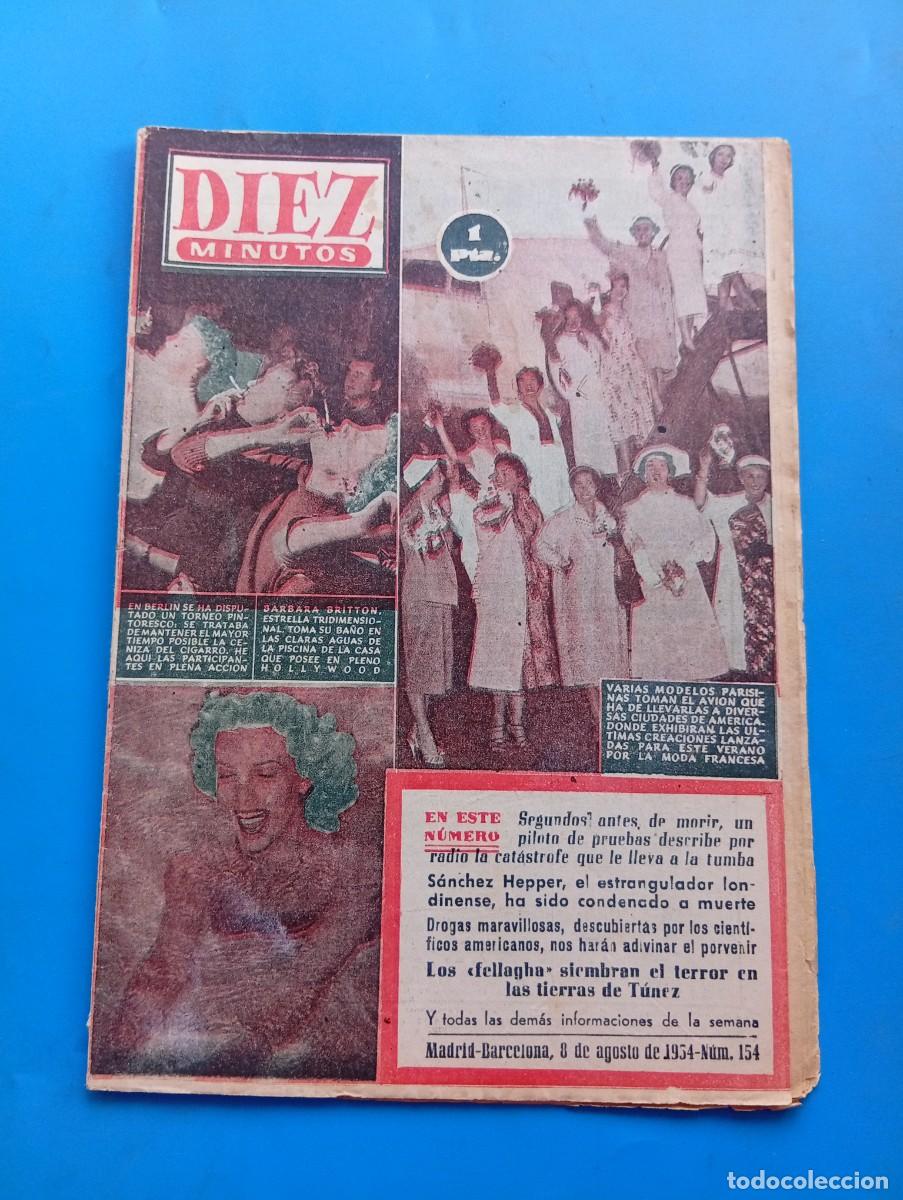 DIEZ
MINUTOS
1
Ptz.
EN BERLIN SE HA DISPU-
TADO UN TORNEO PIN-
TORESCO: SE TRATABA
DE MANTENER EL MAYOR
TIEMPO POSIBLE LA CE-
NIZA DEL CIGARRO. HE
AQUI LAS PARTICIPAN-
TES EN PLENA ACCION
BARBARA BRITTON,
ESTRELLA TRIDIMENSIO-
NAL, TOMA SU BAÑO EN
LAS CLARAS AGUAS DE
LA PISCINA DE LA CASA
QUE POSEE EN PLENO
HOLLYWOOD
VARIAS MODELOS PARISI-
NAS TOMAN EL AVION QUE
HA DE LLEVARLAS A DIVER-
SAS CIUDADES DE AMERICA,
DONDE EXHIBIRAN LAS UL-
TIMAS CREACIONES LANZA-
DAS PARA ESTE VERANO
POR LA MODA FRANCESA
EN ESTE
NÚMERO
Segundos antes de morir, un
piloto de pruebas describe por
radio la catástrofe que le lleva a la tumba
Sánchez Hepper, el estrangulador lon-
dinense, ha sido condenado a muerte
Drogas maravillosas, descubiertas por los cientí-
ficos americanos, nos harán adivinar el porvenir
Los «fellagha» siembran el terror en
las tierras de Túnez
Y todas las demás informaciones de la semana
Madrid-Barcelona, 8 de agosto de 1954-Núm. 154
todocoleccion